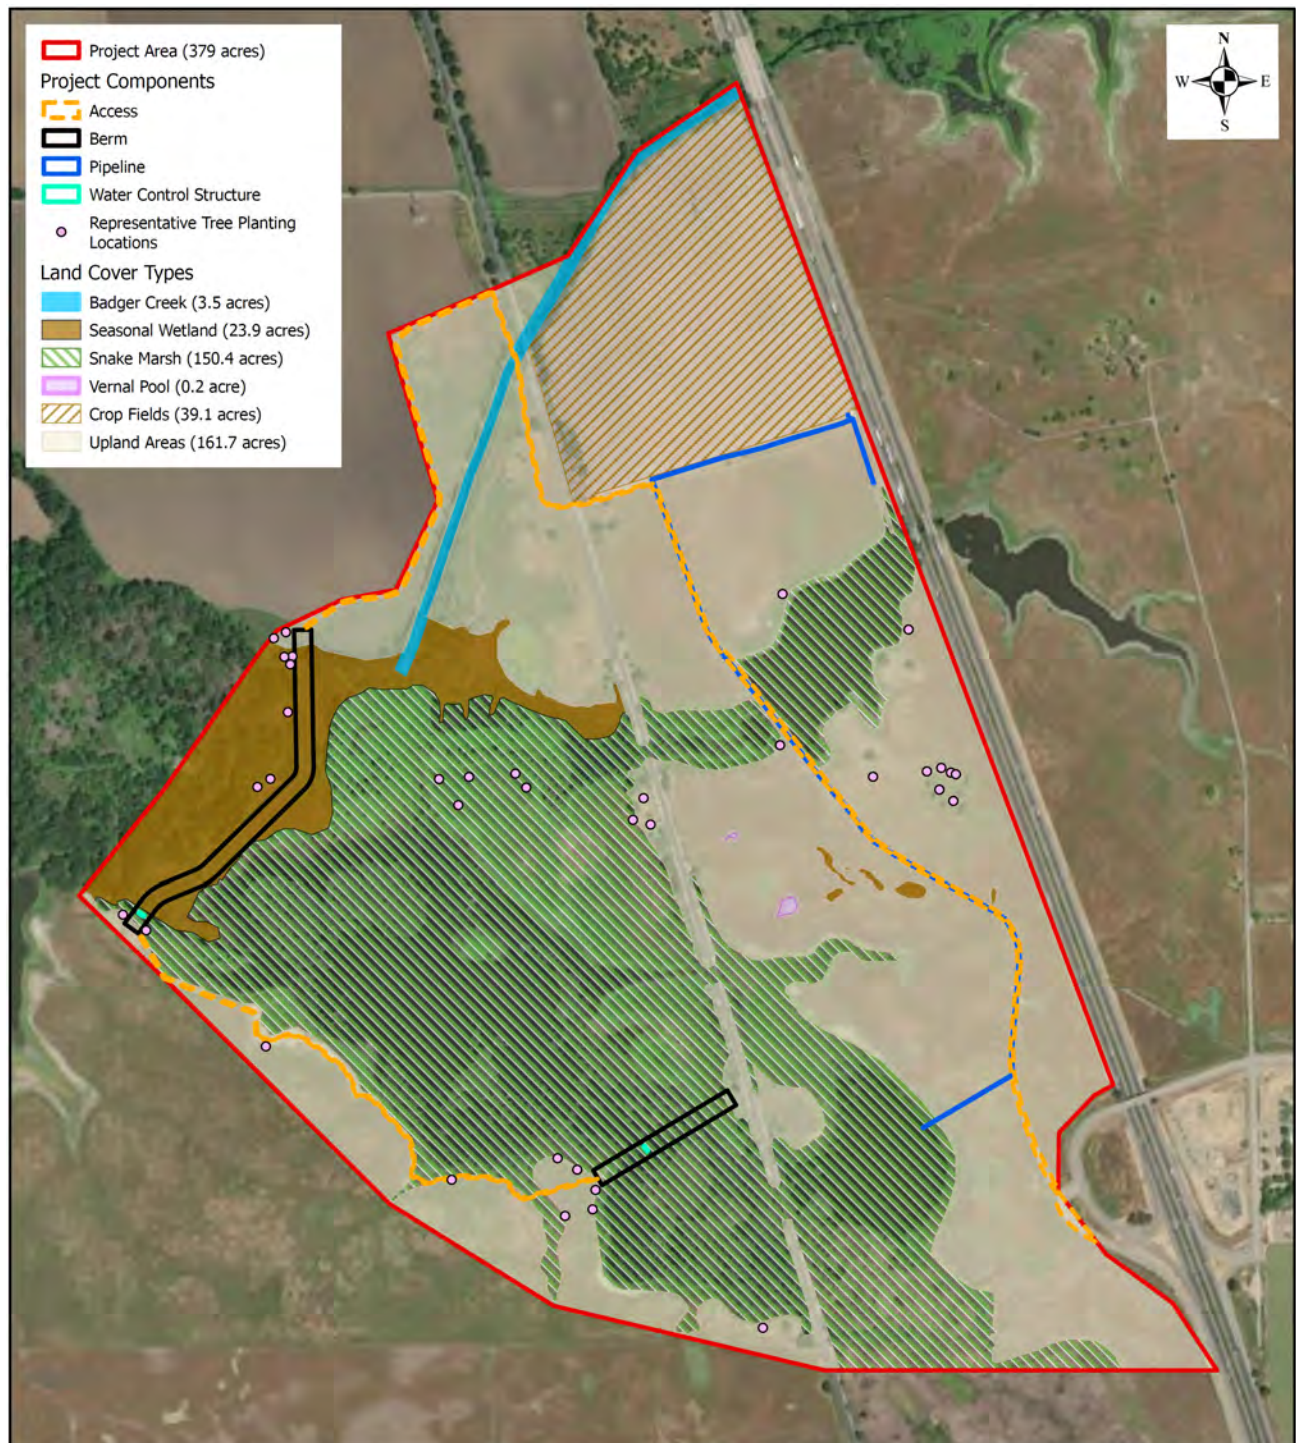 Project Area (379 acres)
Project Components
Access
Berm
Pipeline
Water Control Structure
Representative Tree Planting
Locations
Land Cover Types
Badger Creek (3.5 acres)
Seasonal Wetland (23.9 acres)
Snake Marsh (150.4 acres)
Vernal Pool (0.2 acre)
Crop Fields (39.1 acres)
Upland Areas (161.7 acres)
N
W E
S